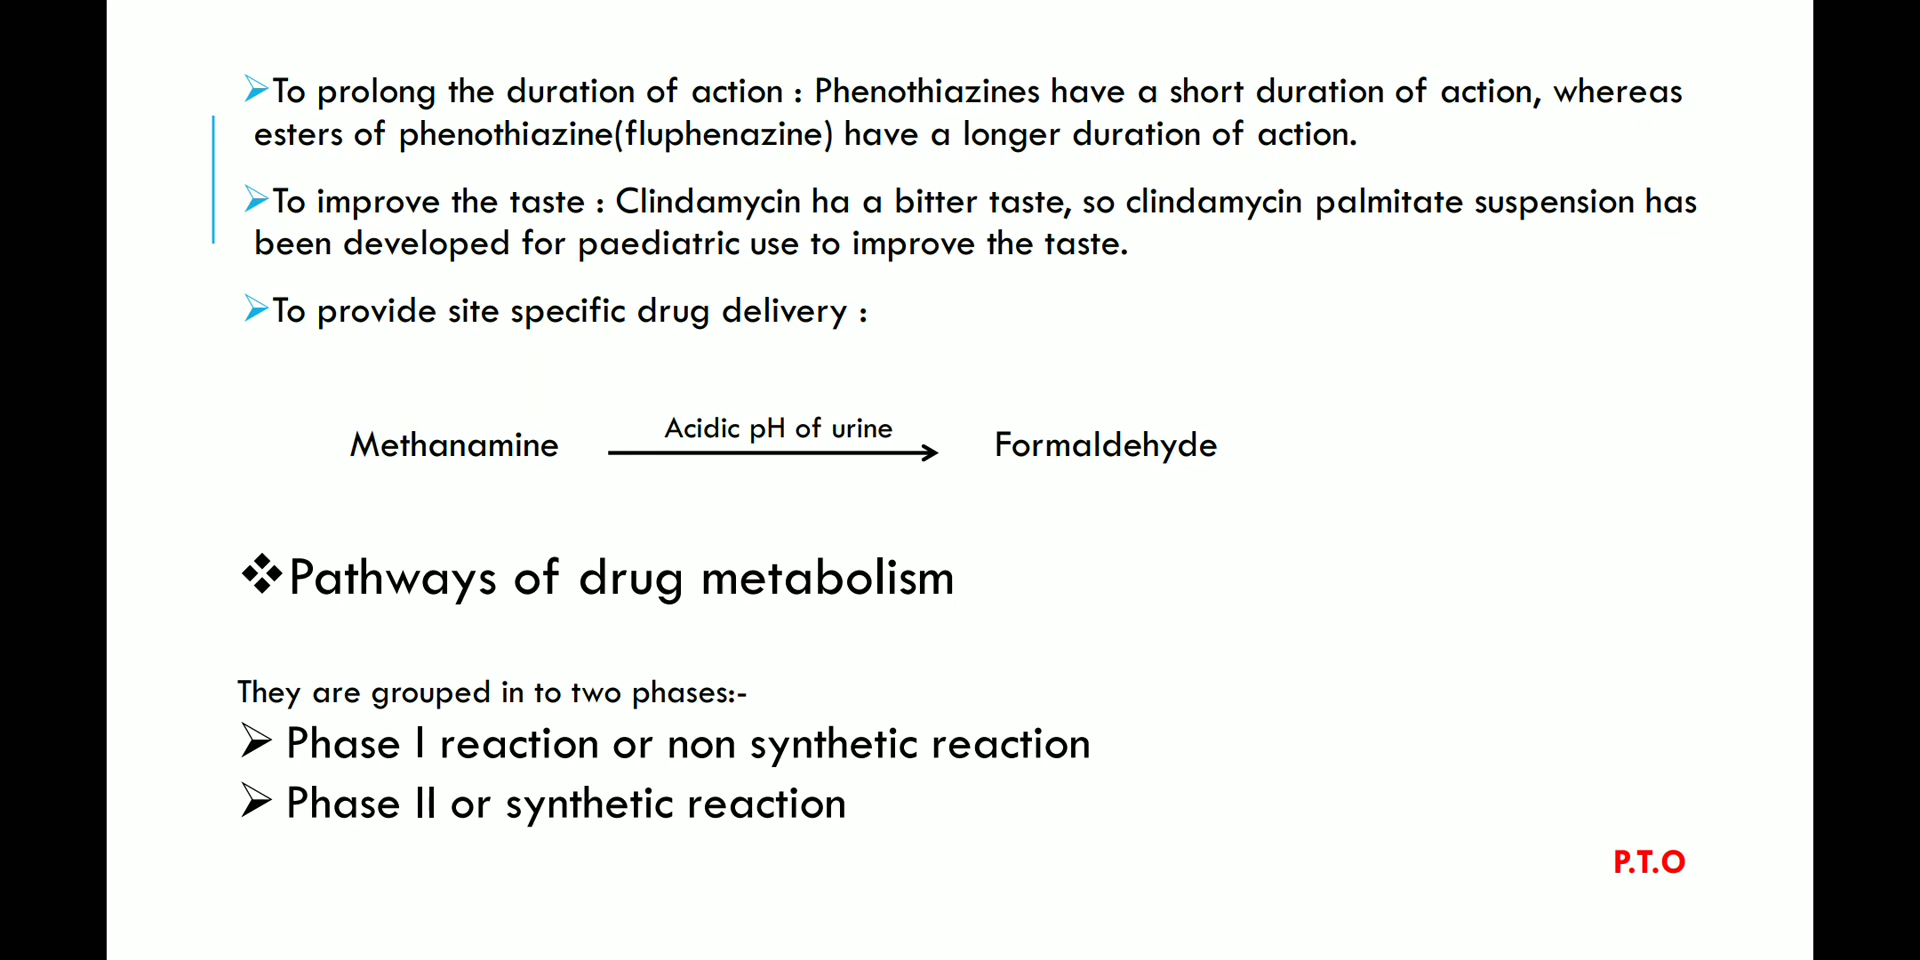 ➢To prolong the duration of action : Phenothiazines have a short duration of action, whereas
esters of phenothiazine(fluphenazine) have a longer duration of action.
➢To improve the taste : Clindamycin ha a bitter taste, so clindamycin palmitate suspension has
been developed for paediatric use to improve the taste.
➢To provide site specific drug delivery :
Acidic pH of urine
Methanamine → Formaldehyde
❖Pathways of drug metabolism
They are grouped in to two phases:-
➢ Phase I reaction or non synthetic reaction
➢ Phase II or synthetic reaction
P.T.O